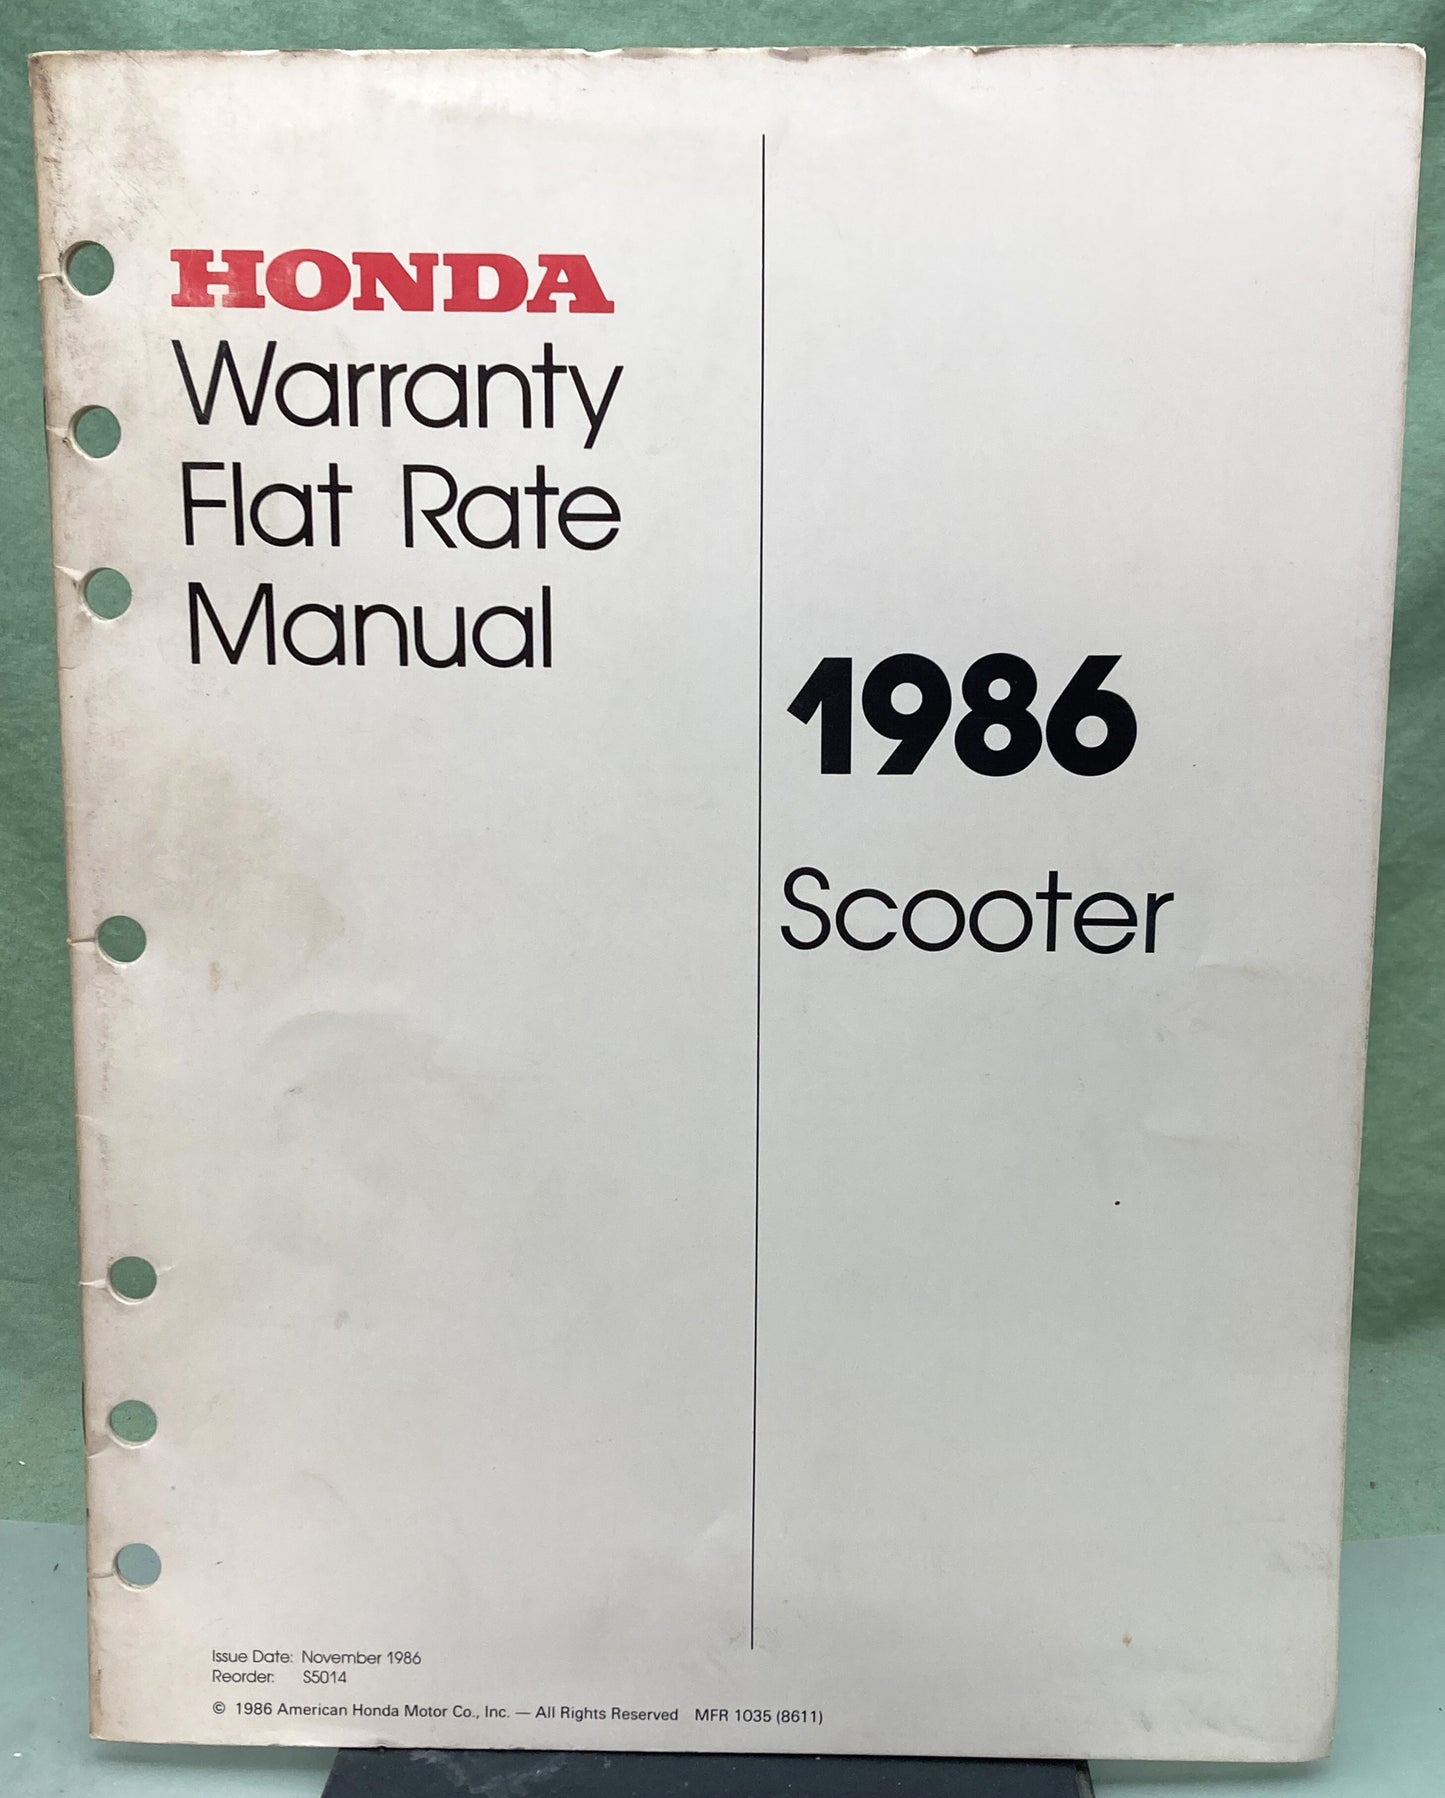 HONDA
Warranty
Flat Rate
Manual
1986
Scooter
Issue Date: November 1986
Reorder: S5014
© 1986 American Honda Motor Co., Inc. — All Rights Reserved MFR 1035 (8611)